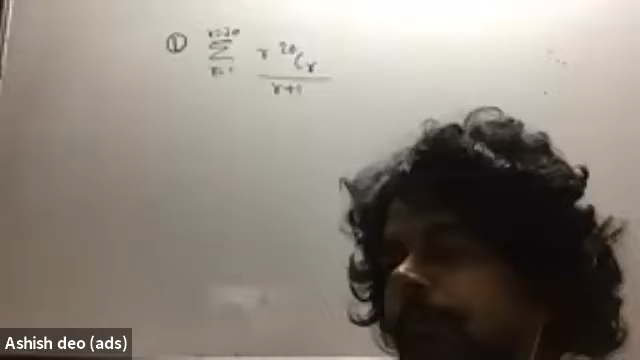 ① r=20
∑ r ²⁰Cᵣ
r=1 r+1
Ashish deo (ads)